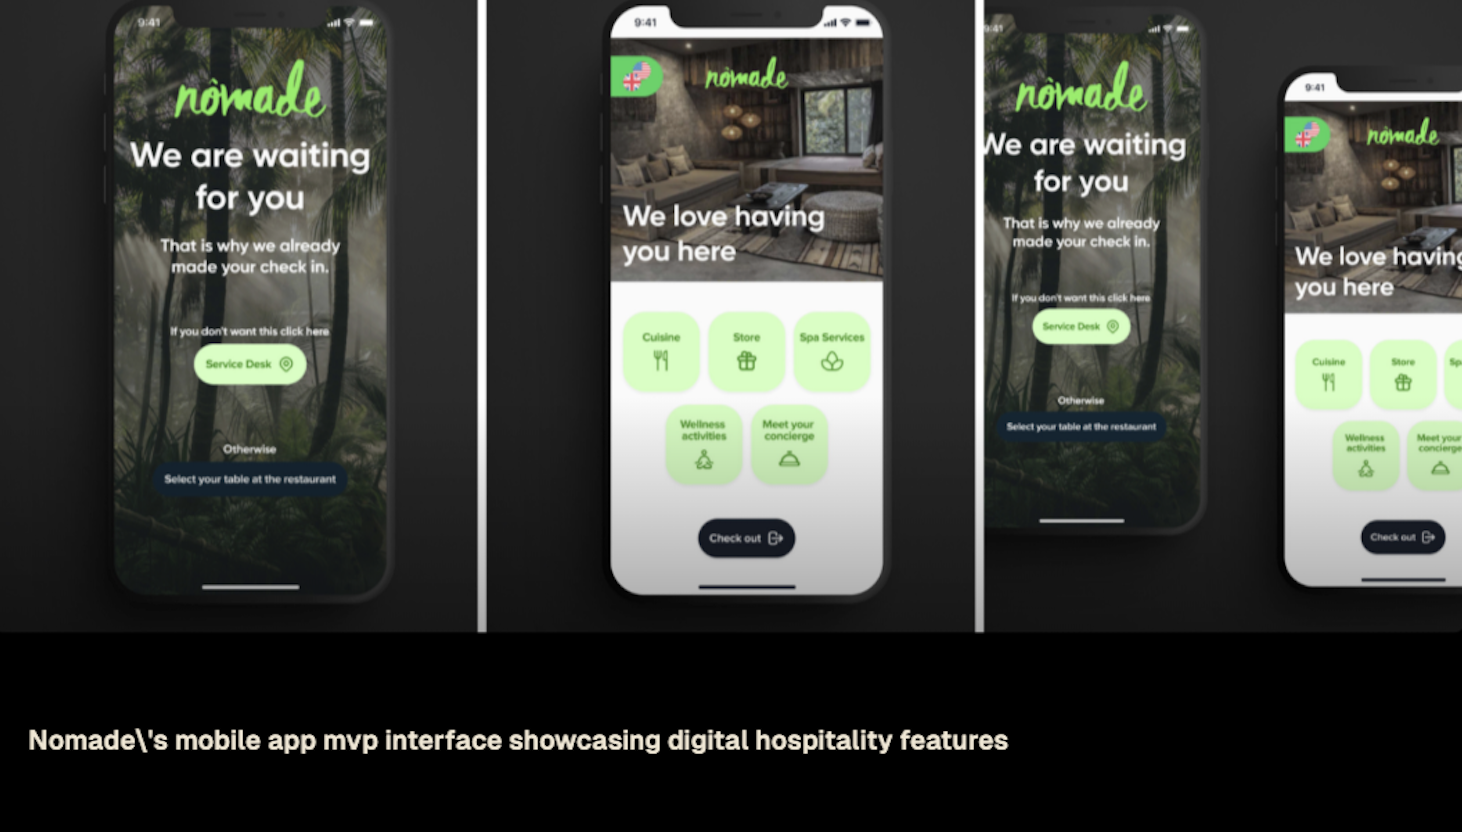 9:41
nômade
We are waiting
for you
That is why we already
made your check in.
If you don't want this click here
Service Desk
Otherwise
Select your table at the restaurant
9:41
nomade
We love having
you here
Cuisine
Store
Spa Services
Wellness
activities
Meet your
concierge
Check out
9:41
nômade
We are waiting
for you
That is why we already
made your check in.
If you don't want this click here
Service Desk
Otherwise
Select your table at the restaurant
9:41
nomade
We love having
you here
Cuisine
Store
Sp
Wellness
activities
Meet your
concierge
Check out
Nomade\'s mobile app mvp interface showcasing digital hospitality features